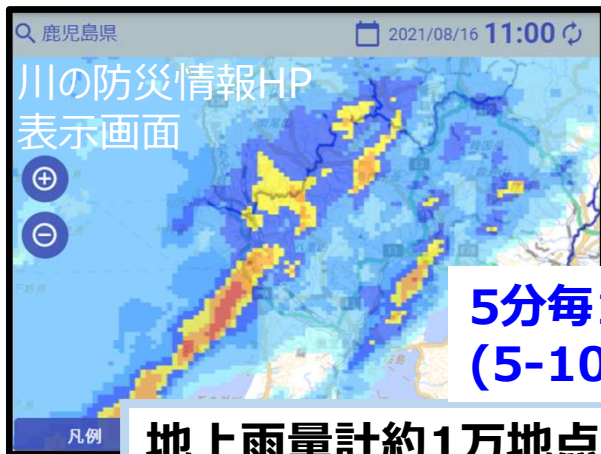 鹿児島県
2021/08/16 11:00
川の防災情報HP
表示画面
5分毎
(5-10
凡例
地上雨量計約1万地点